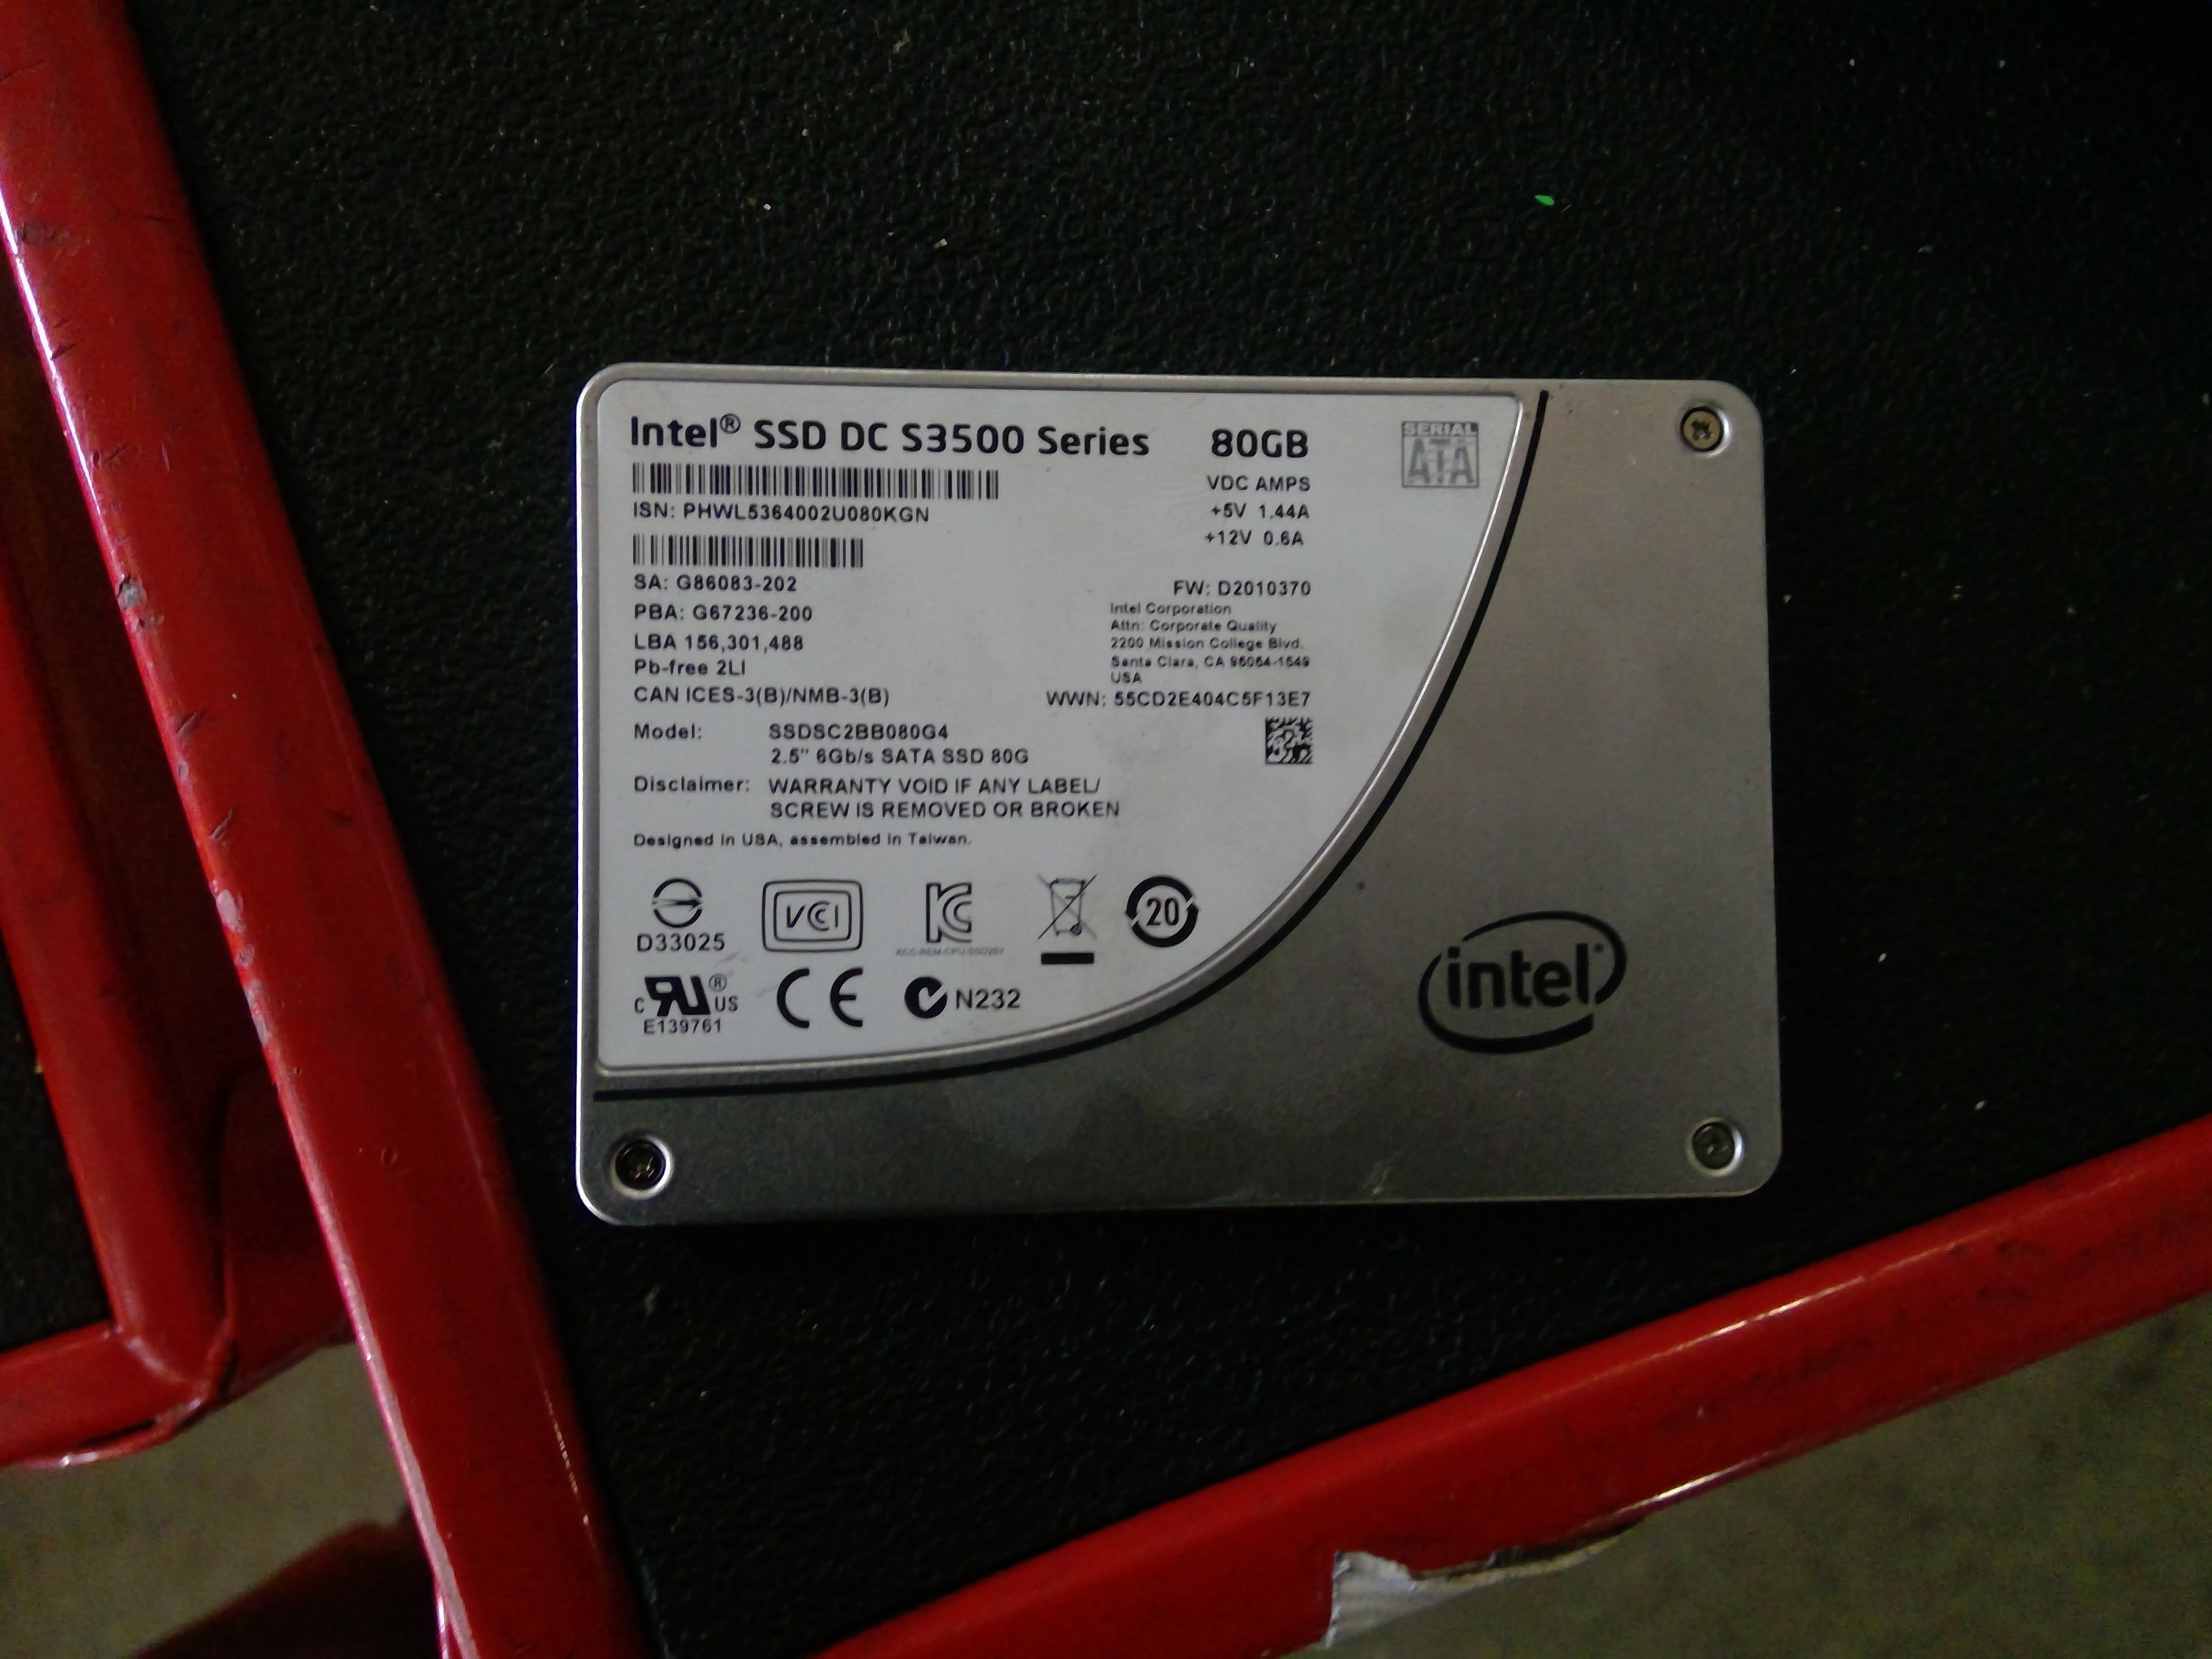 Intel® SSD DC S3500 Series 80GB
SERIAL
ATA
VDC AMPS
ISN: PHWL5364002U080KGN
+5V 1.44A
+12V 0.6A
SA: G86083-202
FW: D2010370
PBA: G67236-200
Intel Corporation
Attn: Corporate Quality
2200 Mission College Blvd.
Santa Clara, CA 95054-1549
USA
LBA 156,301,488
Pb-free 2LI
CAN ICES-3(B)/NMB-3(B)
WWN: 55CD2E404C5F13E7
Model: SSDSC2BB080G4
2.5" 6Gb/s SATA SSD 80G
Disclaimer: WARRANTY VOID IF ANY LABEL/
SCREW IS REMOVED OR BROKEN
Designed in USA, assembled in Taiwan.
D33025
VCI
KC
20
c RU® US
E139761
CE
N232
intel®